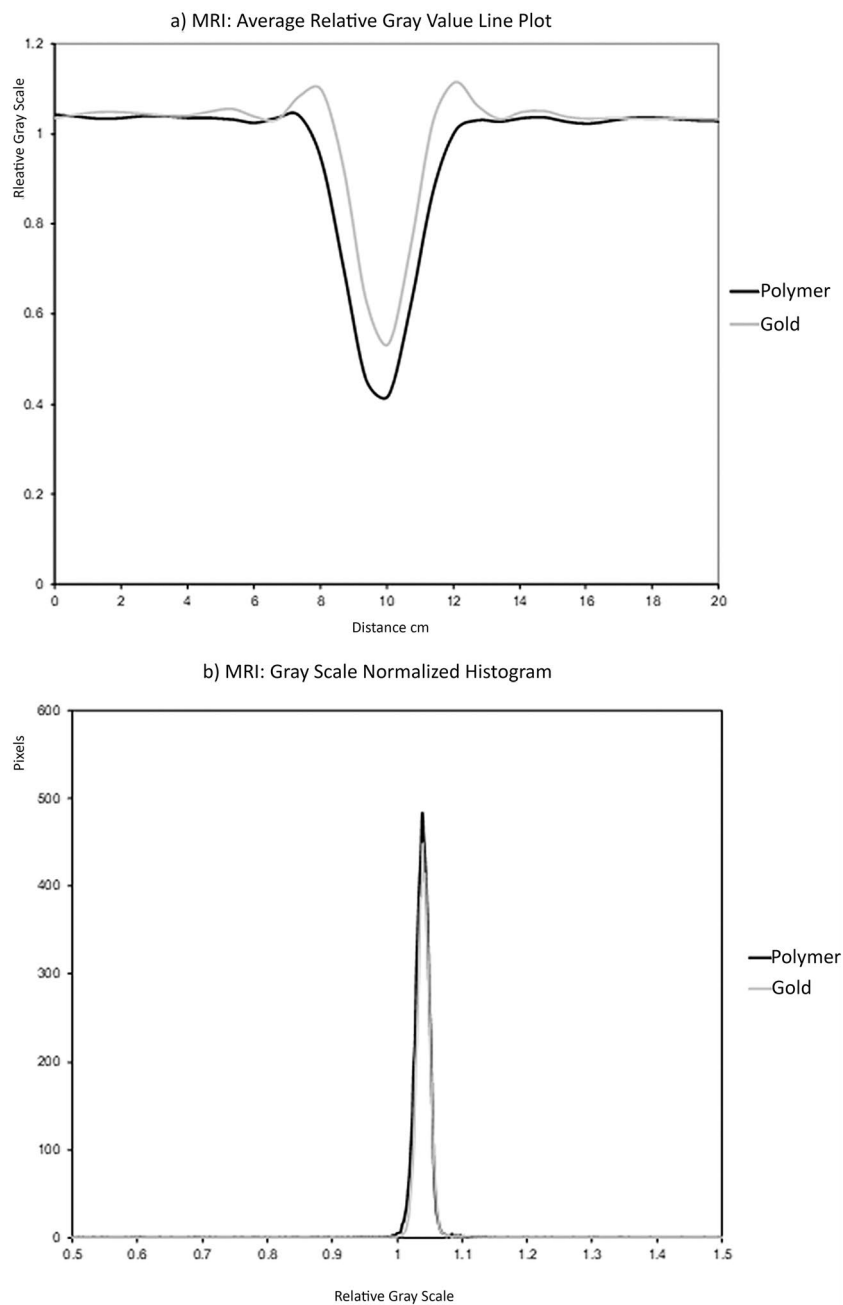 a) MRI: Average Relative Gray Value Line Plot
Rleative Gray Scale
1.2
1
0.8
0.6
0.4
0.2
0
0 2 4 6 8 10 12 14 16 18 20
Distance cm
Polymer
Gold
b) MRI: Gray Scale Normalized Histogram
Pixels
600
500
400
300
200
100
0
0.5 0.6 0.7 0.8 0.9 1 1.1 1.2 1.3 1.4 1.5
Relative Gray Scale
Polymer
Gold